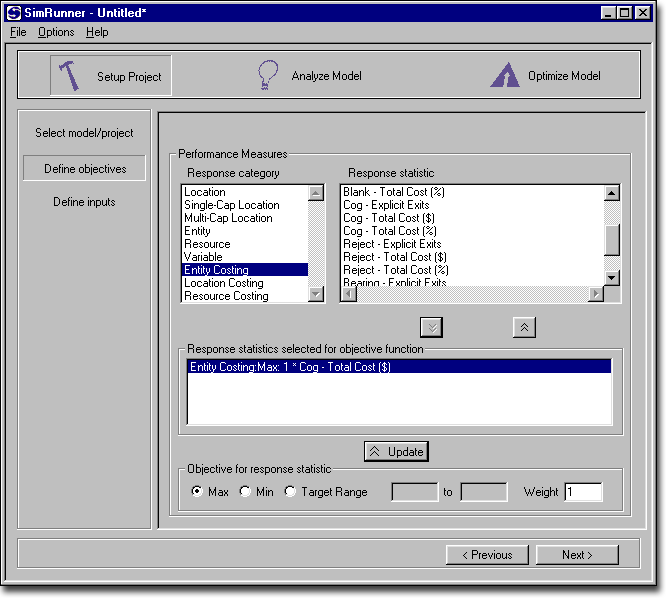 SimRunner - Untitled*
File Options Help
Setup Project
Analyze Model
Optimize Model
Select model/project
Define objectives
Define inputs
Performance Measures
Response category
Location
Single-Cap Location
Multi-Cap Location
Entity
Resource
Variable
Entity Costing
Location Costing
Resource Costing
Response statistic
Blank - Total Cost (%)
Cog - Explicit Exits
Cog - Total Cost ($)
Cog - Total Cost (%)
Reject - Explicit Exits
Reject - Total Cost ($)
Reject - Total Cost (%)
Bearing - Explicit Exits
Response statistics selected for objective function
Entity Costing:Max: 1 * Cog - Total Cost ($)
Update
Objective for response statistic
Max Min Target Range to Weight 1
< Previous Next >